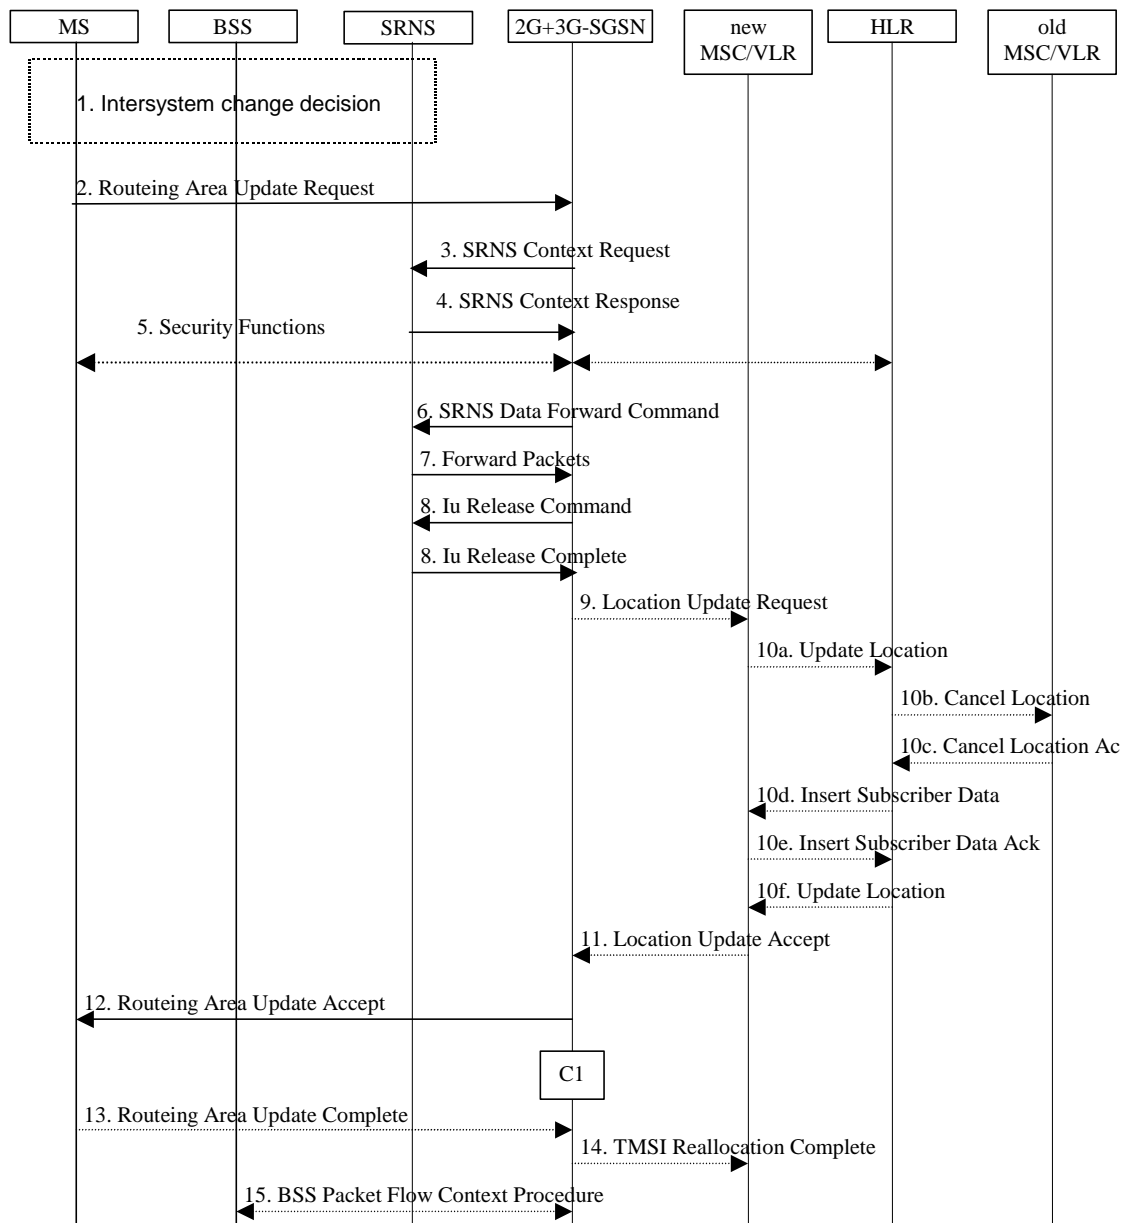 MS
BSS
SRNS
2G+3G-SGSN
new
MSC/VLR
HLR
old
MSC/VLR
1. Intersystem change decision
2. Routeing Area Update Request
3. SRNS Context Request
4. SRNS Context Response
5. Security Functions
6. SRNS Data Forward Command
7. Forward Packets
8. Iu Release Command
8. Iu Release Complete
9. Location Update Request
10a. Update Location
10b. Cancel Location
10c. Cancel Location Ac
10d. Insert Subscriber Data
10e. Insert Subscriber Data Ack
10f. Update Location
11. Location Update Accept
12. Routeing Area Update Accept
C1
13. Routeing Area Update Complete
14. TMSI Reallocation Complete
15. BSS Packet Flow Context Procedure